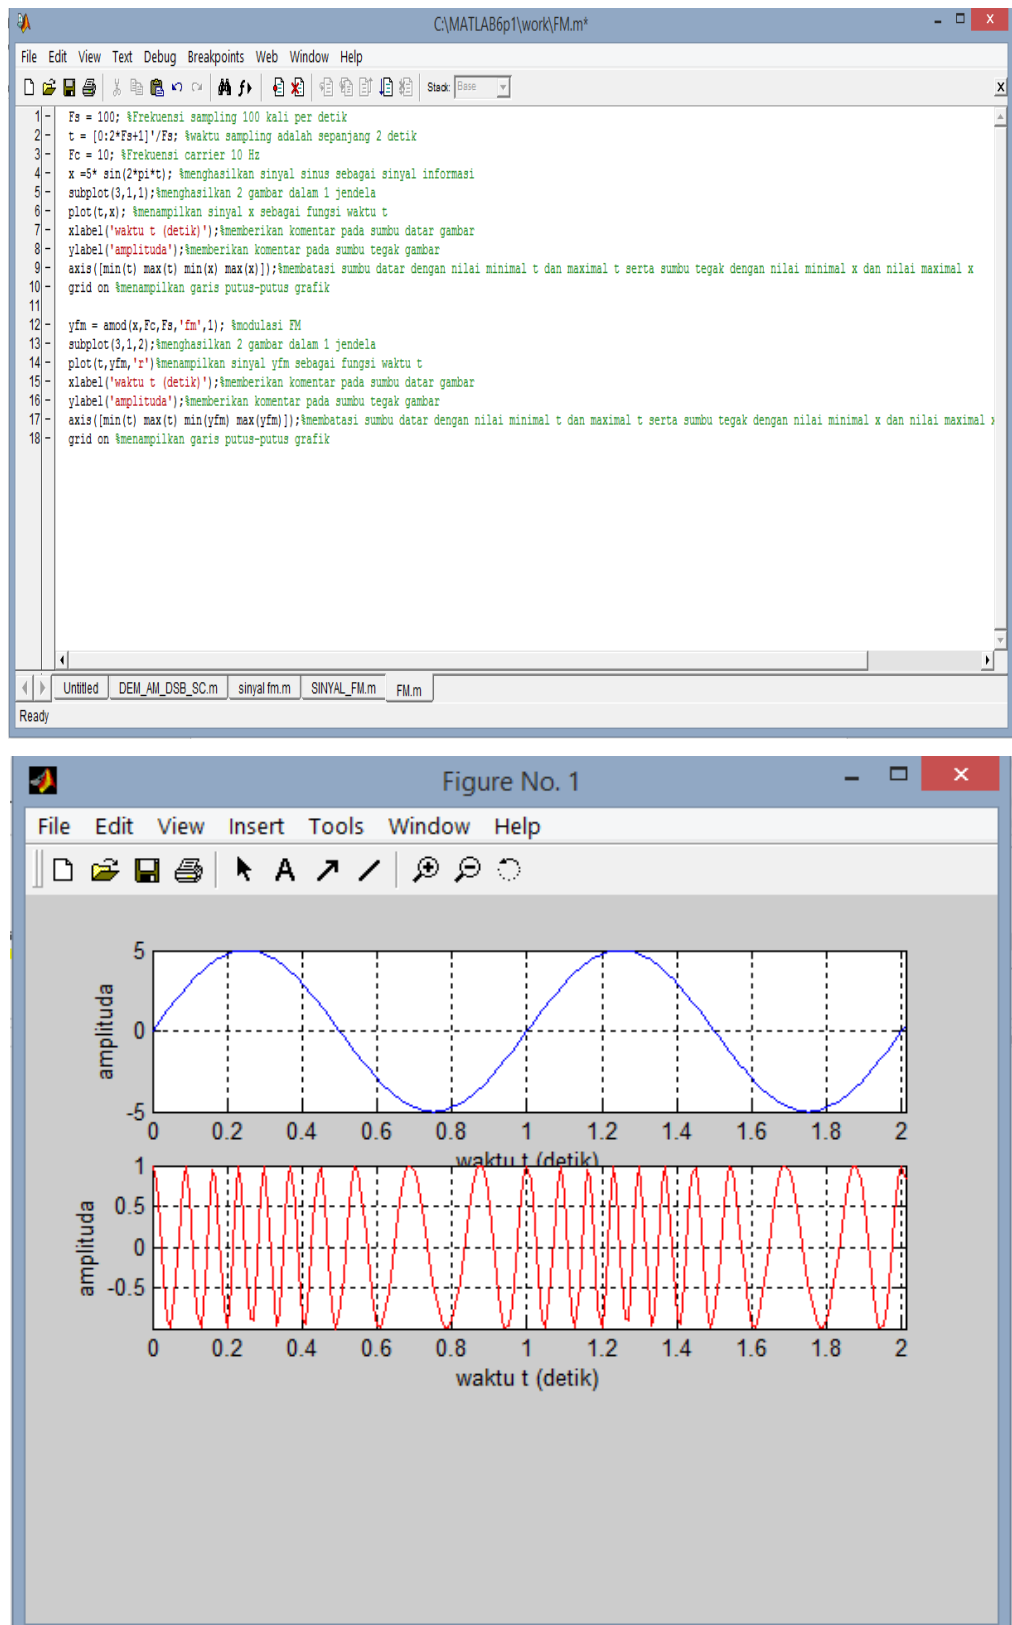 C:\MATLAB6p1\work\FM.m*
File Edit View Text Debug Breakpoints Web Window Help
Stack: Base
1 - Fs = 100; %Frekuensi sampling 100 kali per detik
2 - t = [0:2*Fs+1]'/Fs; %waktu sampling adalah sepanjang 2 detik
3 - Fc = 10; %Frekuensi carrier 10 Hz
4 - x =5* sin(2*pi*t); %menghasilkan sinyal sinus sebagai sinyal informasi
5 - subplot(3,1,1);%menghasilkan 2 gambar dalam 1 jendela
6 - plot(t,x); %menampilkan sinyal x sebagai fungsi waktu t
7 - xlabel('waktu t (detik)');%memberikan komentar pada sumbu datar gambar
8 - ylabel('amplituda');%memberikan komentar pada sumbu tegak gambar
9 - axis([min(t) max(t) min(x) max(x)]);%membatasi sumbu datar dengan nilai minimal t dan maximal t serta sumbu tegak dengan nilai minimal x dan nilai maximal x
10 - grid on %menampilkan garis putus-putus grafik
11
12 - yfm = amod(x,Fc,Fs,'fm',1); %modulasi FM
13 - subplot(3,1,2);%menghasilkan 2 gambar dalam 1 jendela
14 - plot(t,yfm,'r')%menampilkan sinyal yfm sebagai fungsi waktu t
15 - xlabel('waktu t (detik)');%memberikan komentar pada sumbu datar gambar
16 - ylabel('amplituda');%memberikan komentar pada sumbu tegak gambar
17 - axis([min(t) max(t) min(yfm) max(yfm)]);%membatasi sumbu datar dengan nilai minimal t dan maximal t serta sumbu tegak dengan nilai minimal x dan nilai maximal x
18 - grid on %menampilkan garis putus-putus grafik
Untitled DEM_AM_DSB_SC.m sinyal fm.m SINYAL_FM.m FM.m
Ready
Figure No. 1
File Edit View Insert Tools Window Help
A
5
0
-5
amplituda
0 0.2 0.4 0.6 0.8 1 1.2 1.4 1.6 1.8 2
waktu t (detik)
1
0.5
0
-0.5
amplituda
0 0.2 0.4 0.6 0.8 1 1.2 1.4 1.6 1.8 2
waktu t (detik)